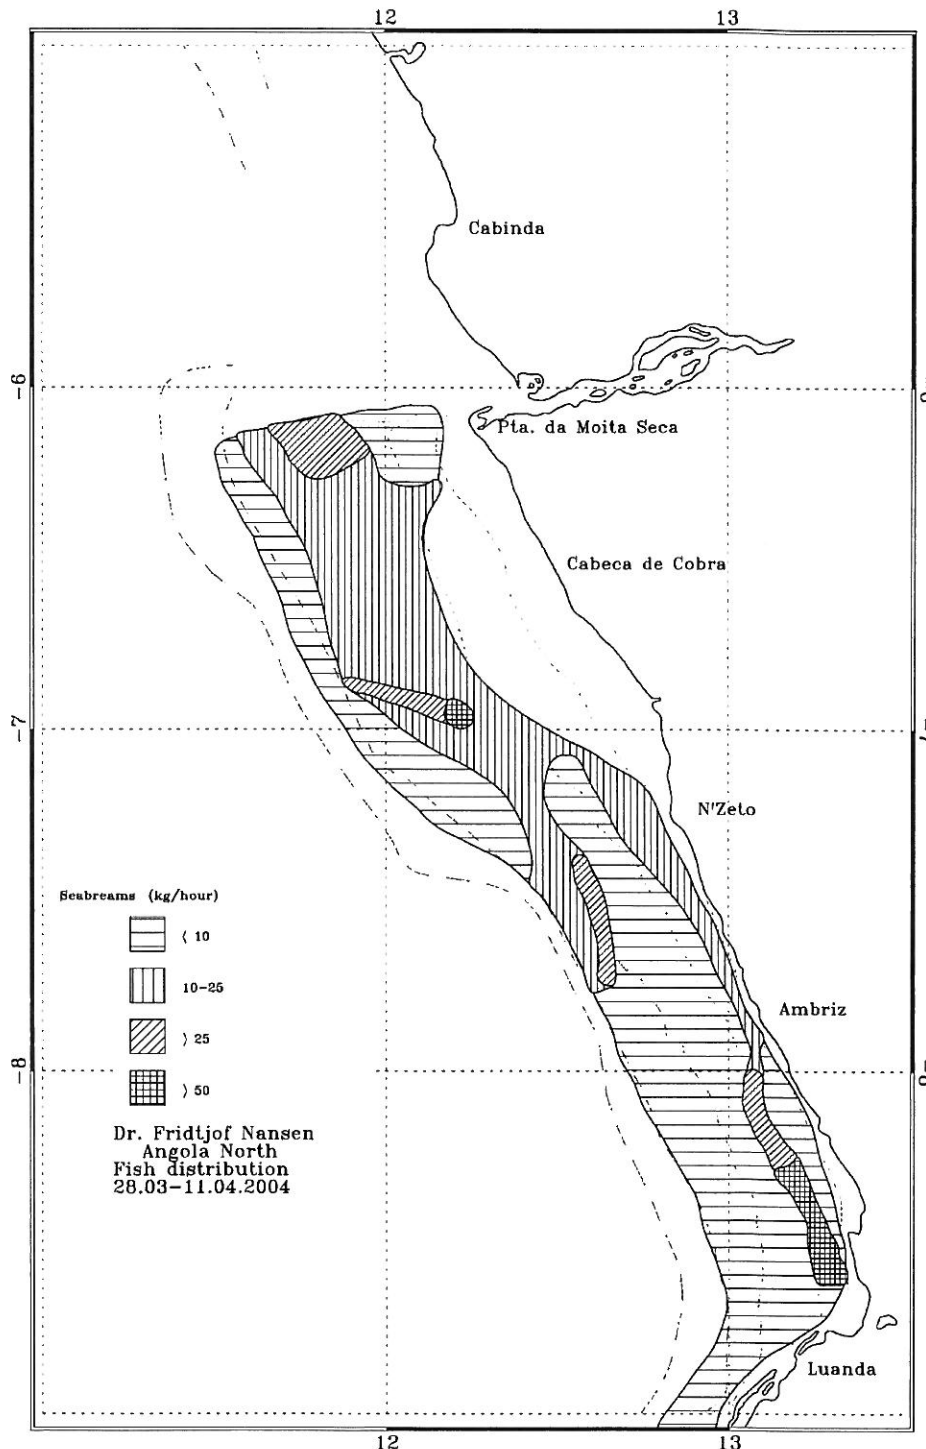 12 13
Cabinda
-6
Pta. da Moita Seca
Cabeca de Cobra
-7
N'Zeto
Seabreams (kg/hour)
⟨ 10
10-25
⟩ 25
⟩ 50
Ambriz
-8
Dr. Fridtjof Nansen
Angola North
Fish distribution
28.03-11.04.2004
Luanda
12 13